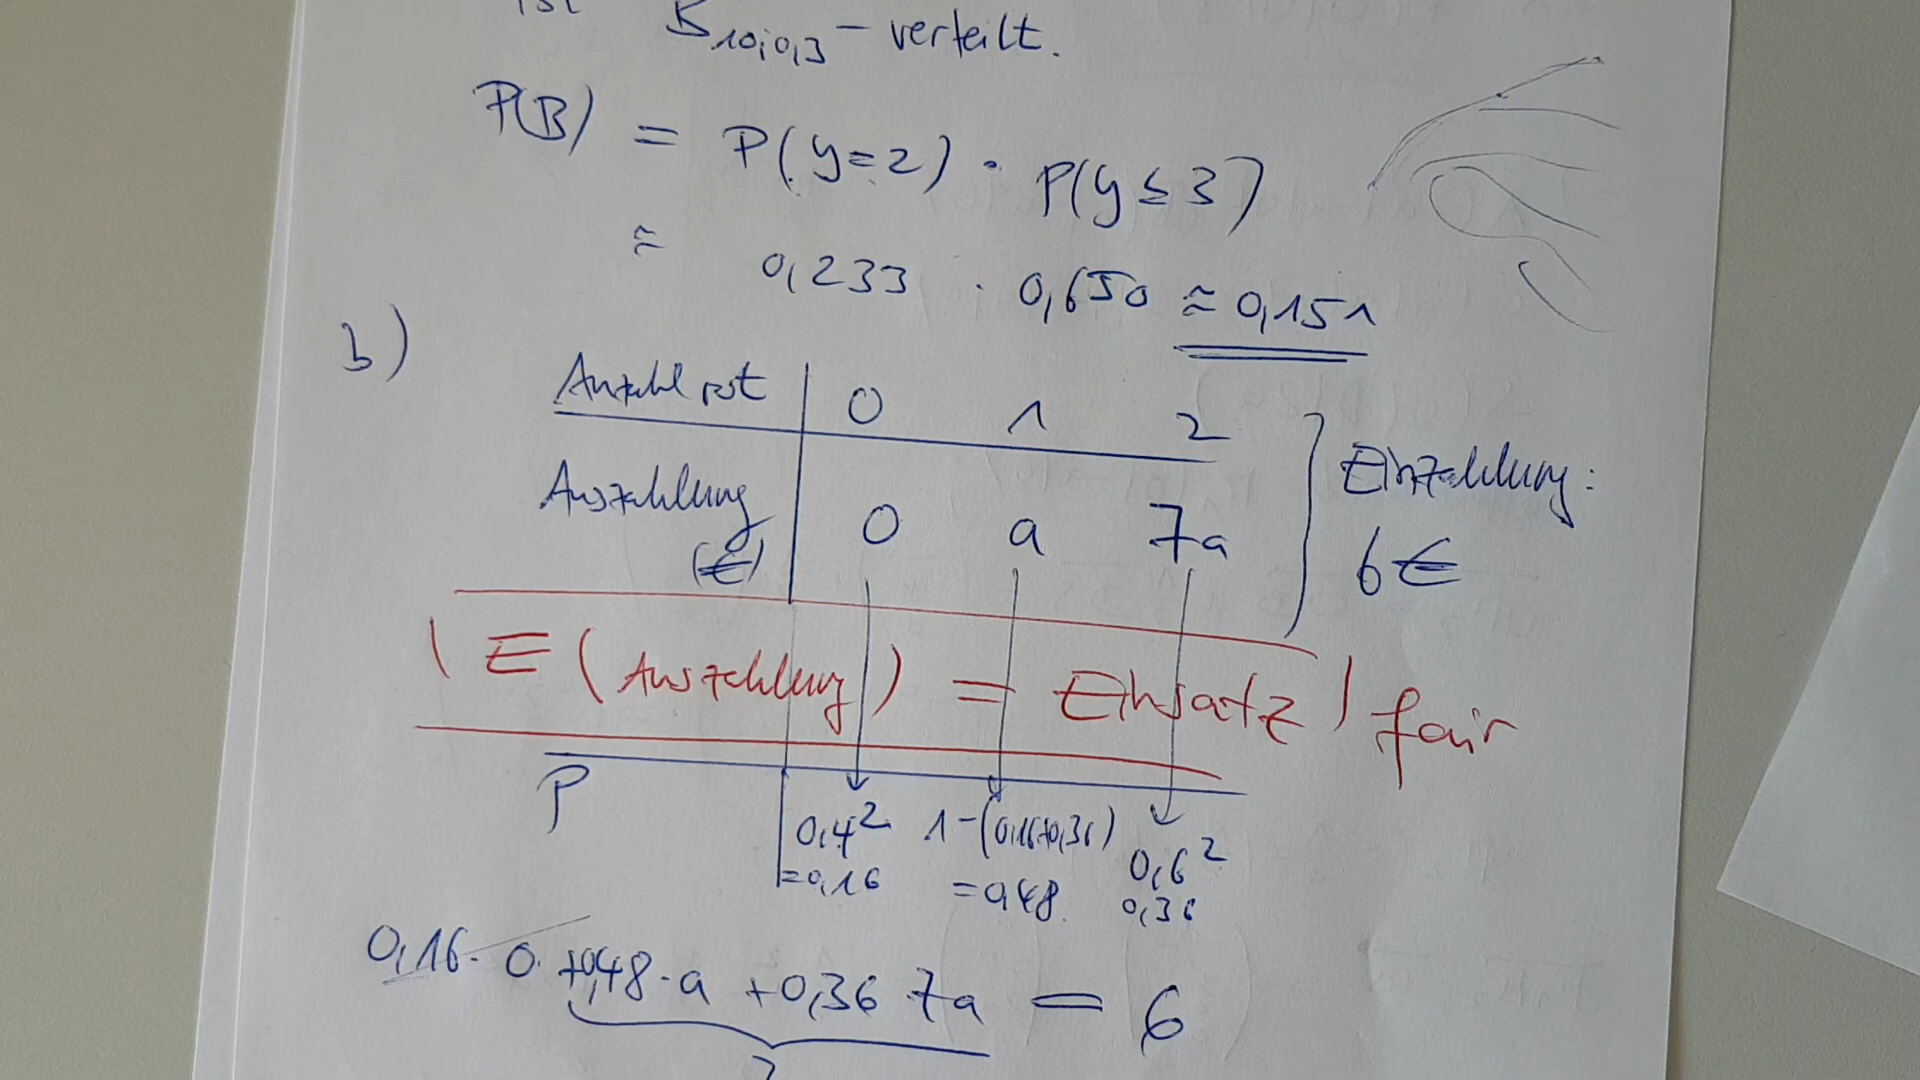 ist B10;0,3 – verteilt.
P(B) = P(y=2) · P(y≤3)
≈ 0,233 · 0,650 ≈ 0,151
b)
Anzahl rot 0 1 2
Auszahlung (€) 0 a 7a
Einzahlung:
6€
E(Auszahlung) = Einsatz fair
P 0,4² 1-(0,16+0,36) 0,6²
=0,16 =0,48 0,36
0,16·0+0,48·a+0,36 7a = 6